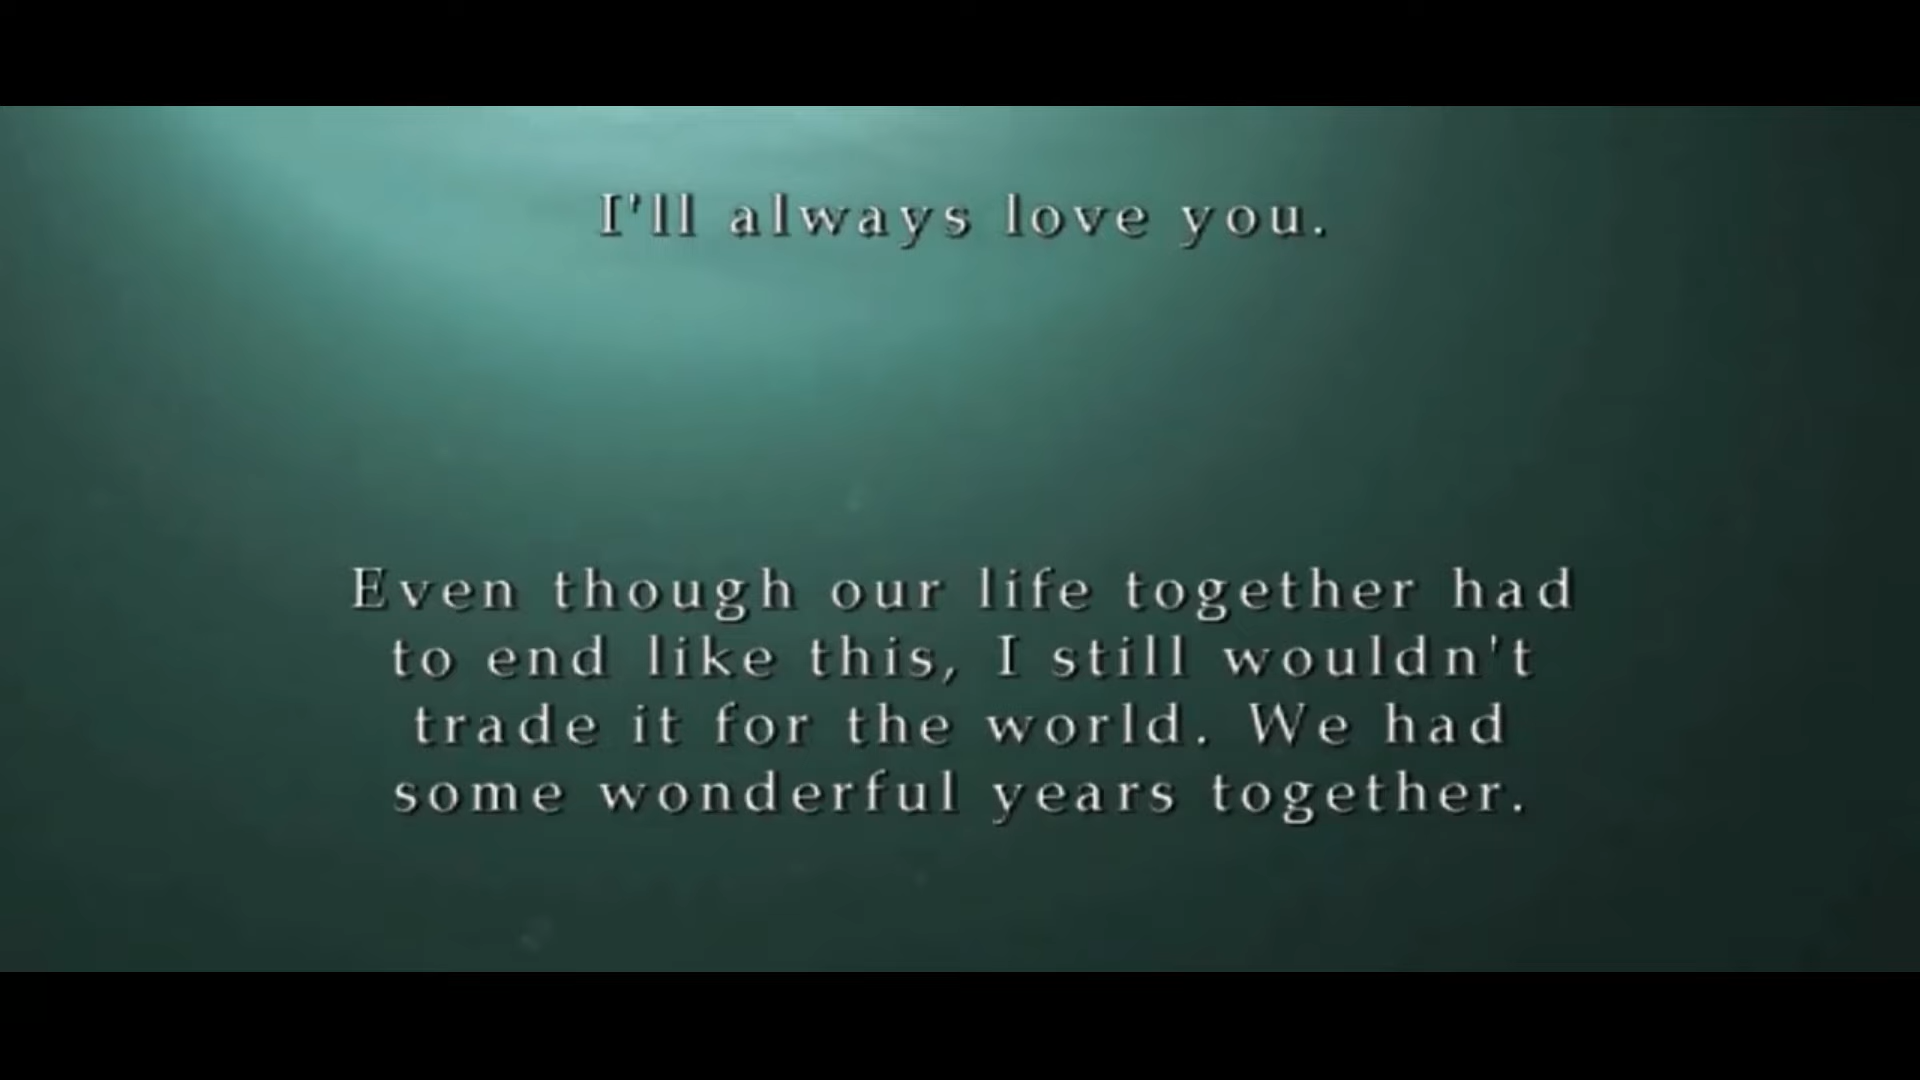 I'll always love you.
Even though our life together had
to end like this, I still wouldn't
trade it for the world. We had
some wonderful years together.